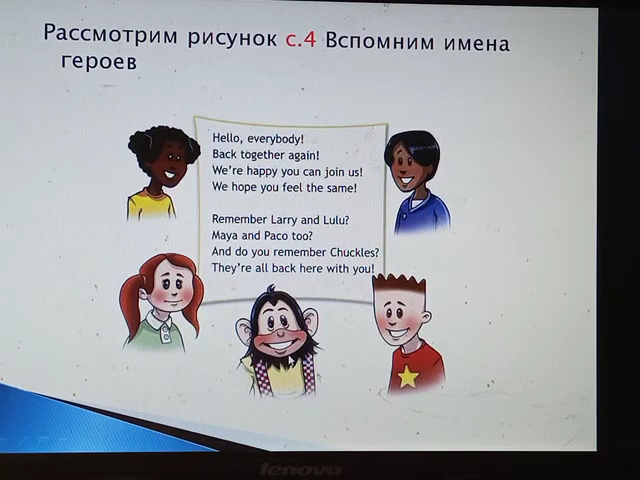 Рассмотрим рисунок с.4 Вспомним имена
героев
Hello, everybody!
Back together again!
We're happy you can join us!
We hope you feel the same!
Remember Larry and Lulu?
Maya and Paco too?
And do you remember Chuckles?
They're all back here with you!
lenovo